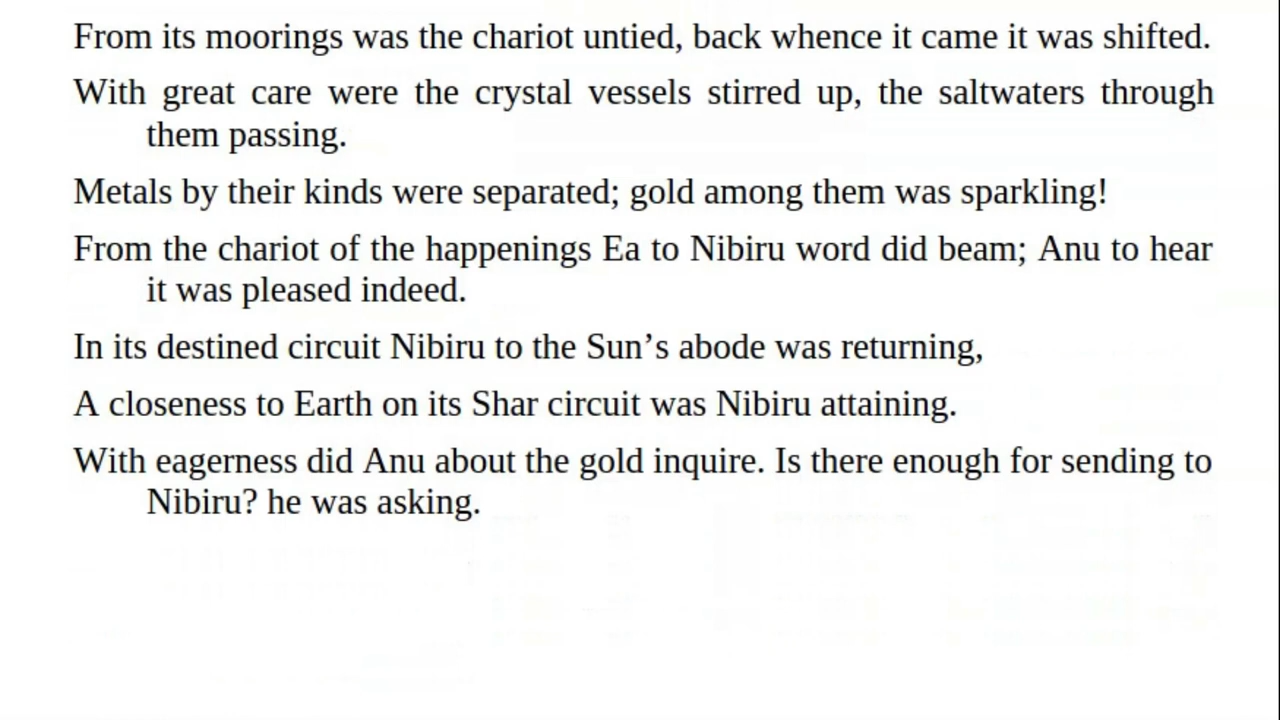 From its moorings was the chariot untied, back whence it came it was shifted.
With great care were the crystal vessels stirred up, the saltwaters through
them passing.
Metals by their kinds were separated; gold among them was sparkling!
From the chariot of the happenings Ea to Nibiru word did beam; Anu to hear
it was pleased indeed.
In its destined circuit Nibiru to the Sun’s abode was returning,
A closeness to Earth on its Shar circuit was Nibiru attaining.
With eagerness did Anu about the gold inquire. Is there enough for sending to
Nibiru? he was asking.